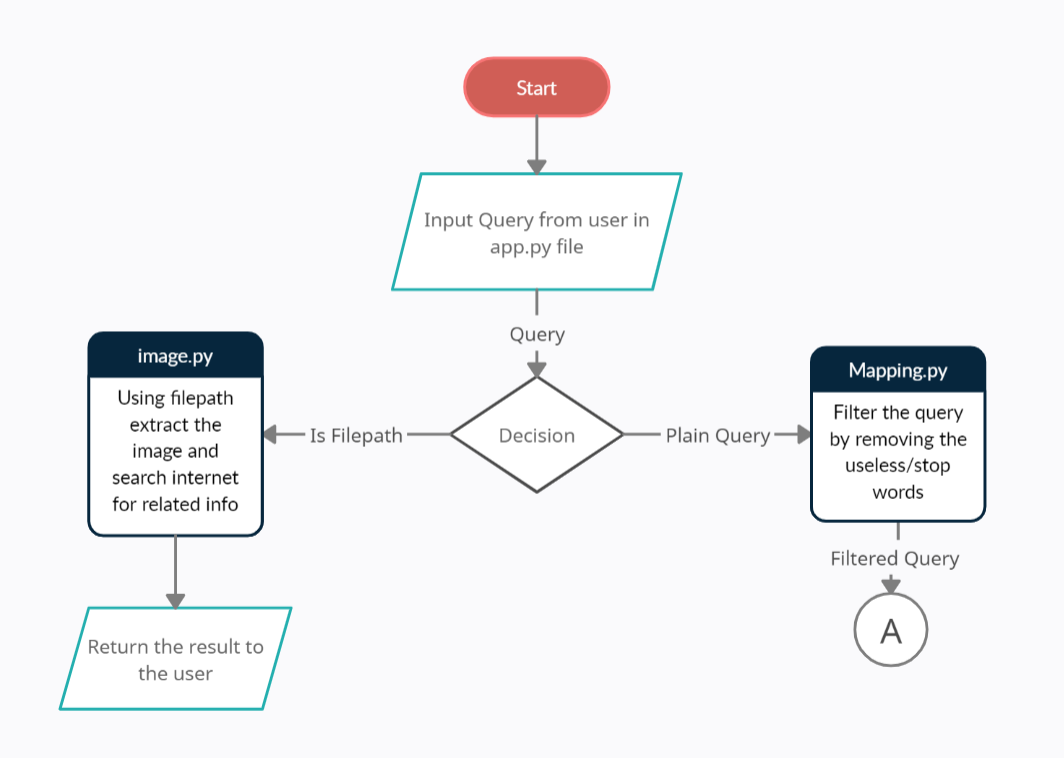 Start
Input Query from user in
app.py file
Query
image.py
Using filepath
extract the
image and
search internet
for related info
Is Filepath
Decision
Plain Query
Mapping.py
Filter the query
by removing the
useless/stop
words
Filtered Query
A
Return the result to
the user